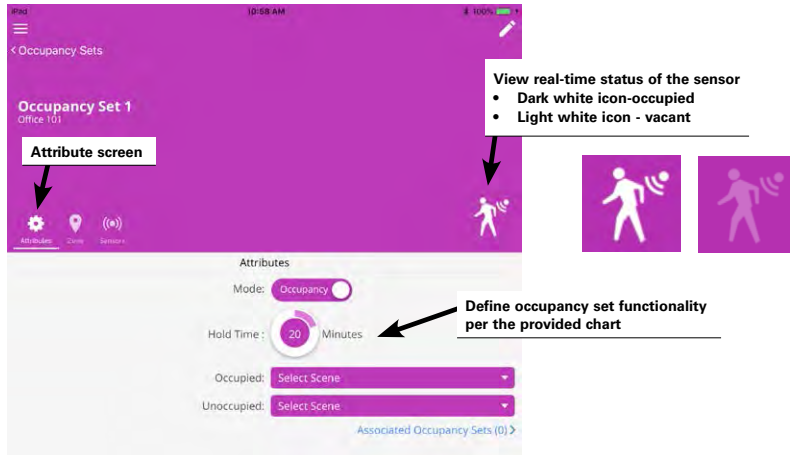 iPad 10:58 AM 100%
< Occupancy Sets
View real-time status of the sensor
• Dark white icon-occupied
• Light white icon - vacant
Occupancy Set 1
Office 101
Attribute screen
Attributes Zone Sensors
Attributes
Mode: Occupancy
Define occupancy set functionality
per the provided chart
Hold Time : 20 Minutes
Occupied: Select Scene
Unoccupied: Select Scene
Associated Occupancy Sets (0) >